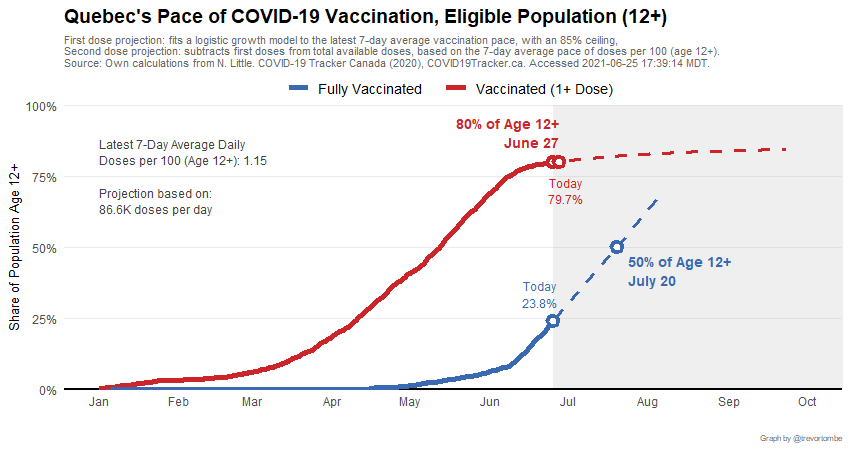 Quebec's Pace of COVID-19 Vaccination, Eligible Population (12+)
First dose projection: fits a logistic growth model to the latest 7-day average vaccination pace, with an 85% ceiling,
Second dose projection: subtracts first doses from total available doses, based on the 7-day average pace of doses per 100 (age 12+).
Source: Own calculations from N. Little. COVID-19 Tracker Canada (2020), COVID19Tracker.ca. Accessed 2021-06-25 17:39:14 MDT.
Fully Vaccinated
Vaccinated (1+ Dose)
100%
75%
50%
25%
0%
Share of Population Age 12+
Latest 7-Day Average Daily
Doses per 100 (Age 12+): 1.15
Projection based on:
86.6K doses per day
80% of Age 12+
June 27
Today
79.7%
50% of Age 12+
July 20
Today
23.8%
Jan Feb Mar Apr May Jun Jul Aug Sep Oct
Graph by @trevortombe